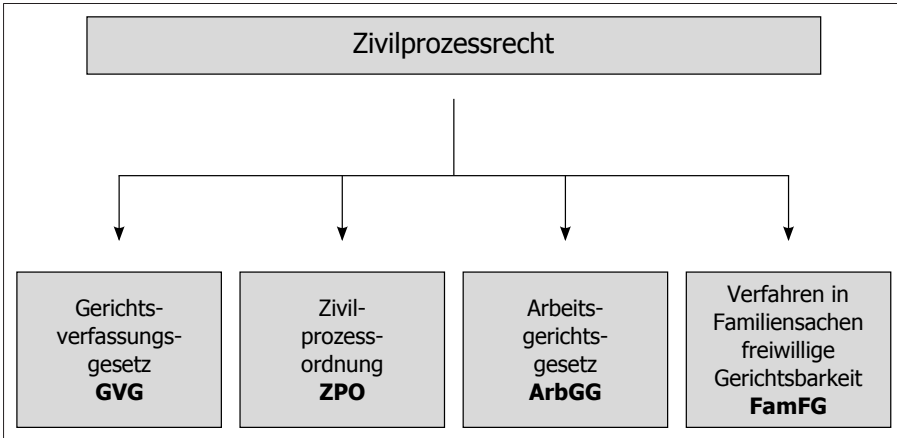 Zivilprozessrecht
Gerichts-
verfassungs-
gesetz
GVG
Zivil-
prozess-
ordnung
ZPO
Arbeits-
gerichts-
gesetz
ArbGG
Verfahren in
Familiensachen
freiwillige
Gerichtsbarkeit
FamFG